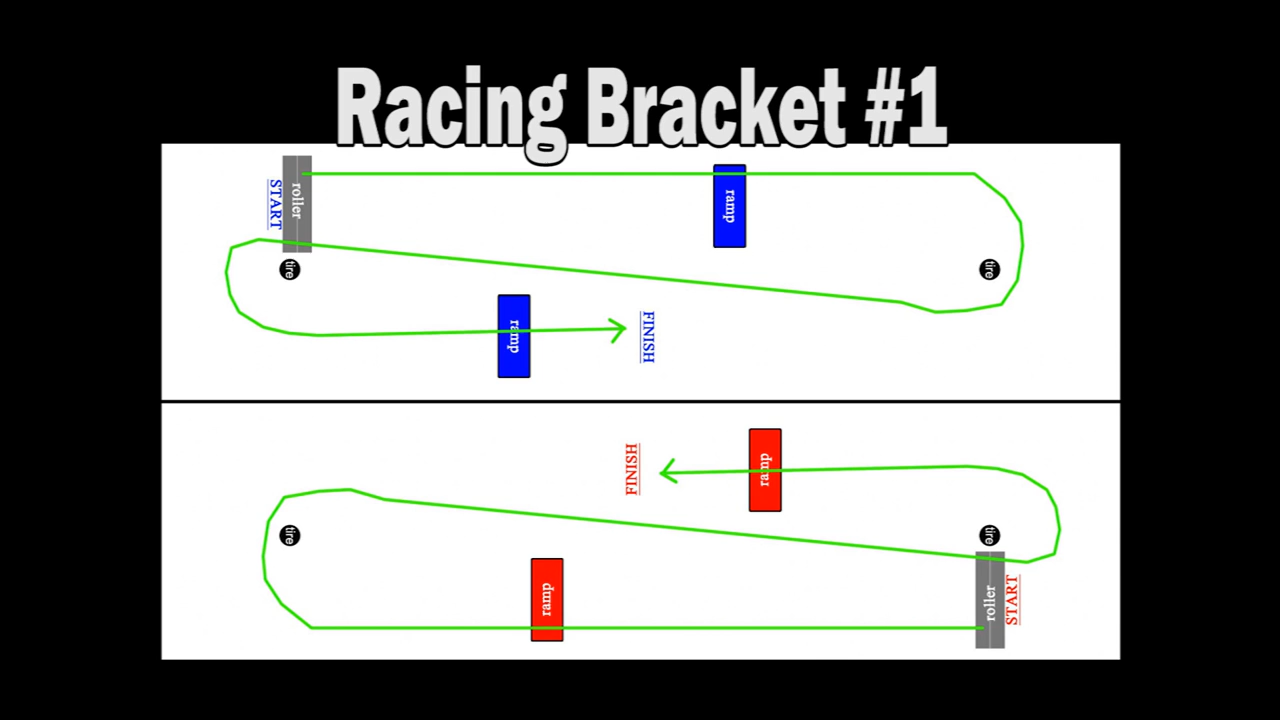 Racing Bracket #1
START
roller
ramp
tire
tire
ramp
FINISH
FINISH
ramp
tire
tire
ramp
roller
START